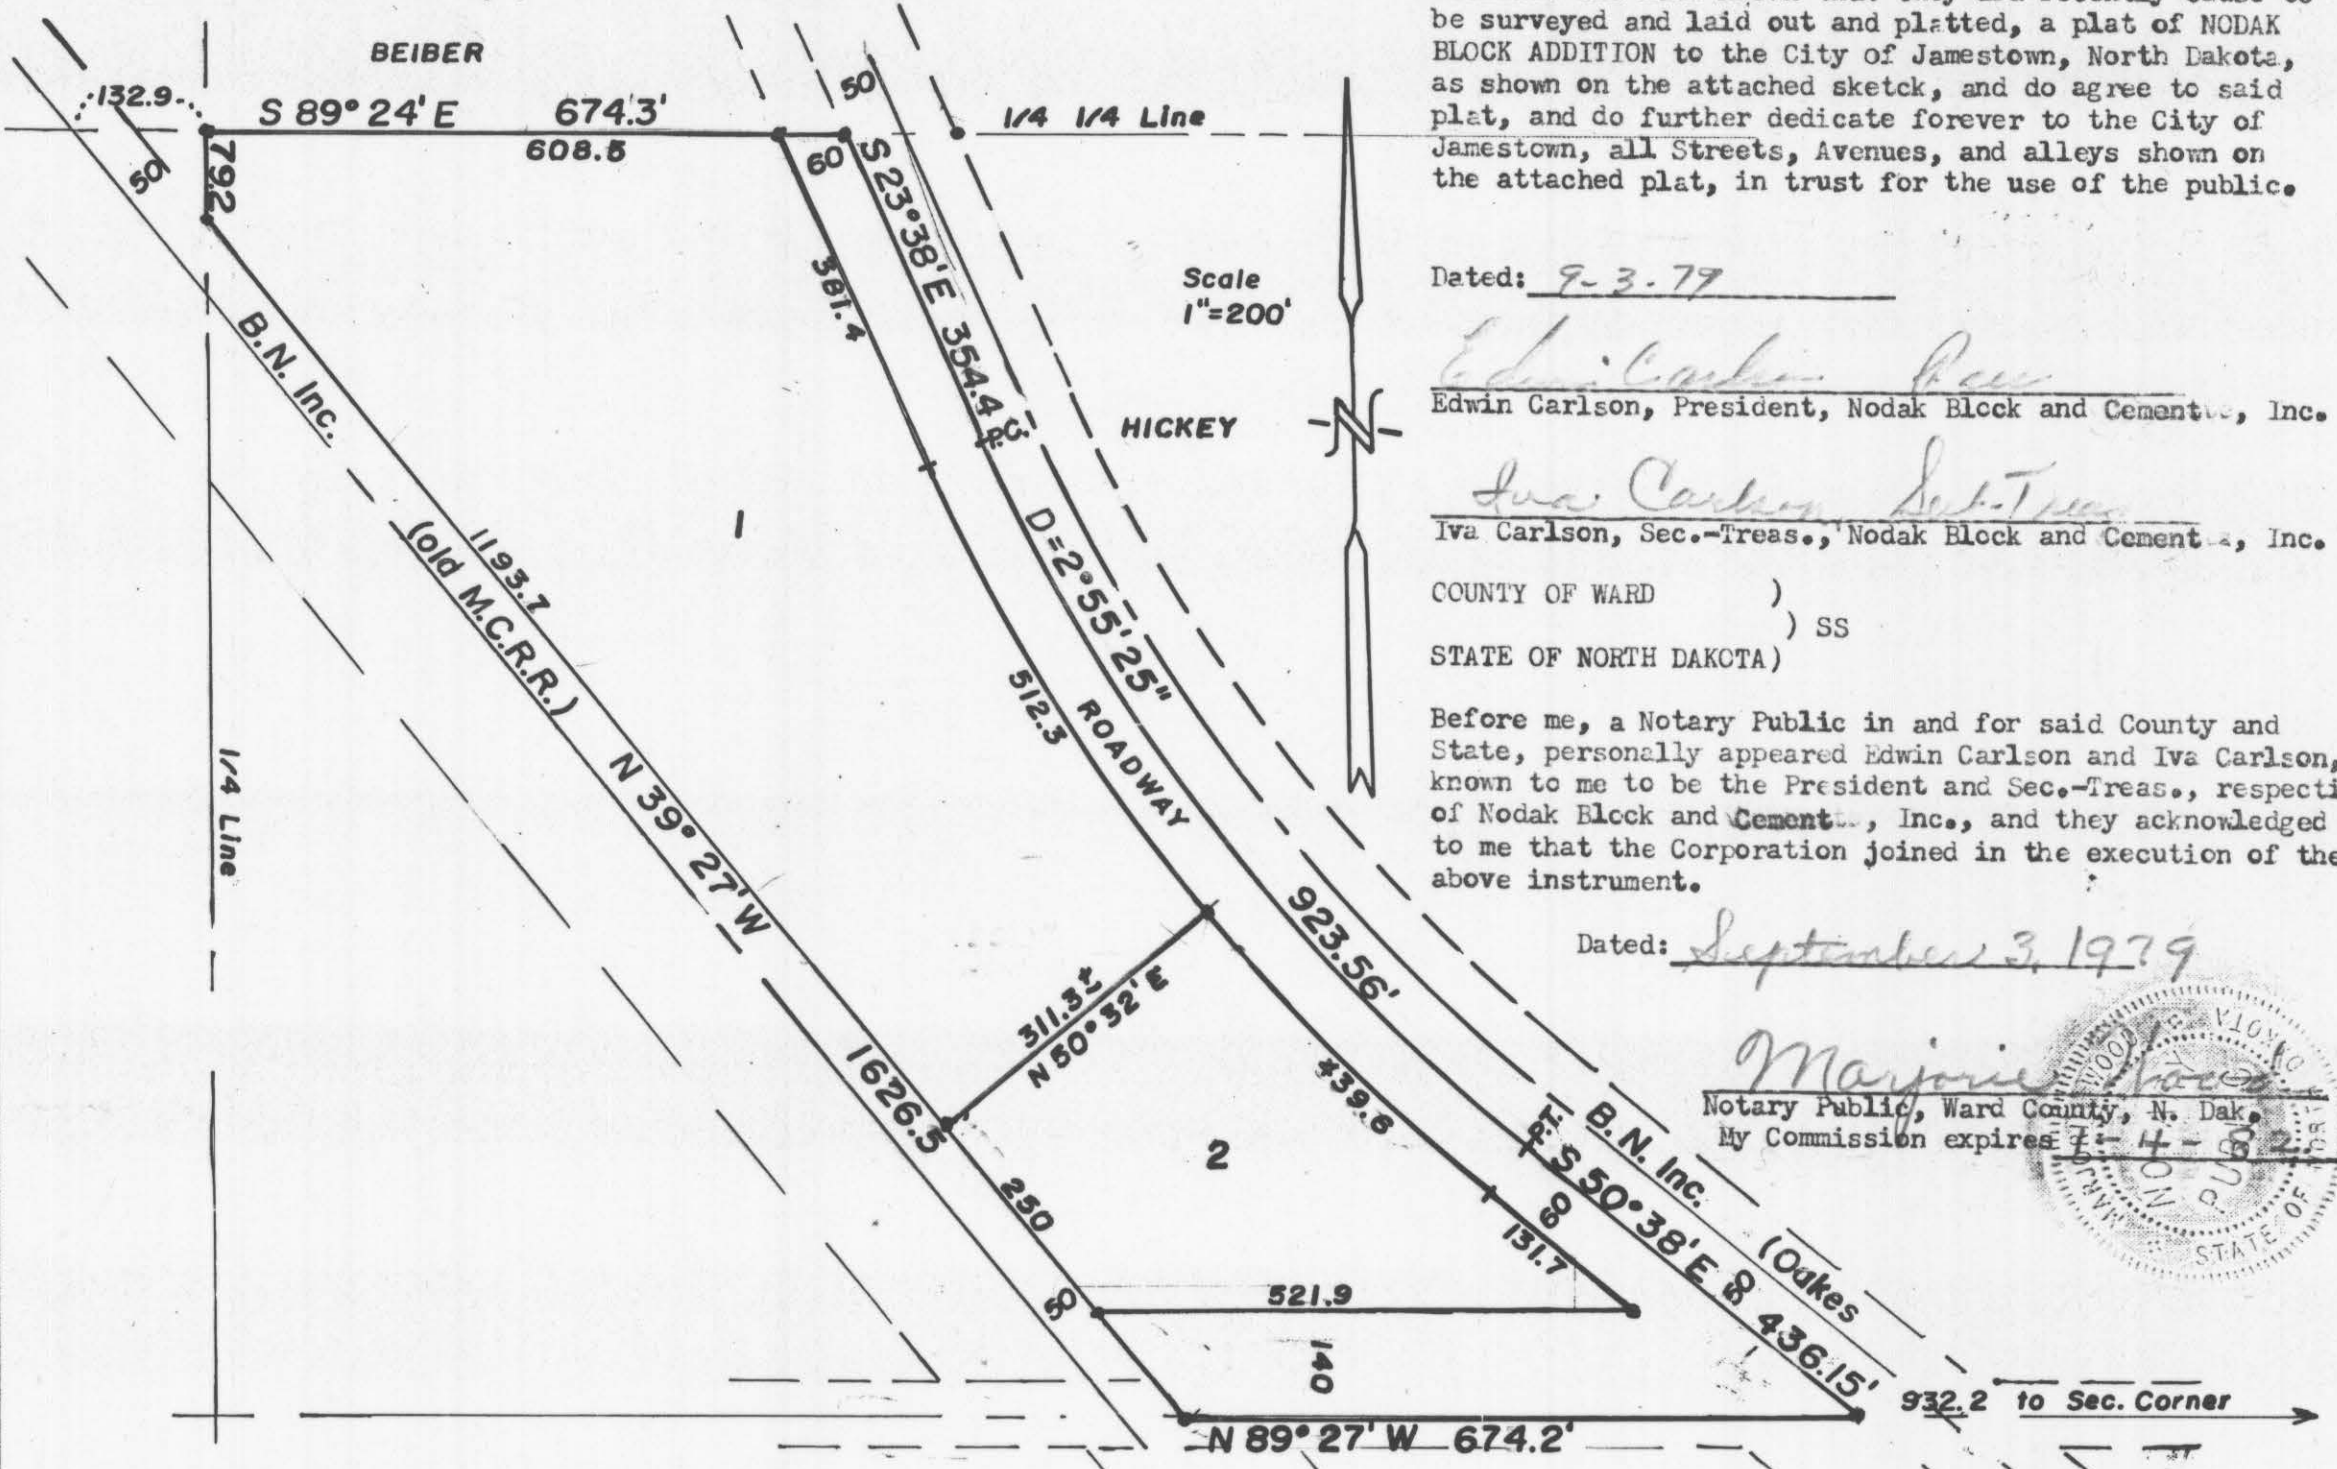 be surveyed and laid out and platted, a plat of NODAK
BLOCK ADDITION to the City of Jamestown, North Dakota,
as shown on the attached sketck, and do agree to said
plat, and do further dedicate forever to the City of
Jamestown, all Streets, Avenues, and alleys shown on
the attached plat, in trust for the use of the public.
Dated: 9-3-79
Edwin Carlson Pres
Edwin Carlson, President, Nodak Block and Cement, Inc.
Iva Carlson Sec-Treas
Iva Carlson, Sec.-Treas., Nodak Block and Cement, Inc.
COUNTY OF WARD )
) SS
STATE OF NORTH DAKOTA)
Before me, a Notary Public in and for said County and
State, personally appeared Edwin Carlson and Iva Carlson,
known to me to be the President and Sec.-Treas., respecti
of Nodak Block and Cement, Inc., and they acknowledged
to me that the Corporation joined in the execution of the
above instrument.
Dated: September 3, 1979
Marjorie
Notary Public, Ward County, N. Dak.
My Commission expires
STATE OF
BEIBER
132.9
S 89° 24' E 674.3'
608.5
50
79.2
50
60
1/4 1/4 Line
S 23° 38' E 354.4
P.C.
381.4
Scale
1"=200'
HICKEY
N
B.N. Inc.
(old M.C.R.R.)
1193.7
N 39° 27' W
1626.5
1
D=2°55'25"
512.3
ROADWAY
923.56'
1/4 Line
311.3±
N 50° 32' E
439.6
2
250
50
P.T.
S 50° 38' E 436.15'
60
60
B.N. Inc.
(Oakes
131.7
521.9
140
N 89° 27' W 674.2'
932.2 to Sec. Corner